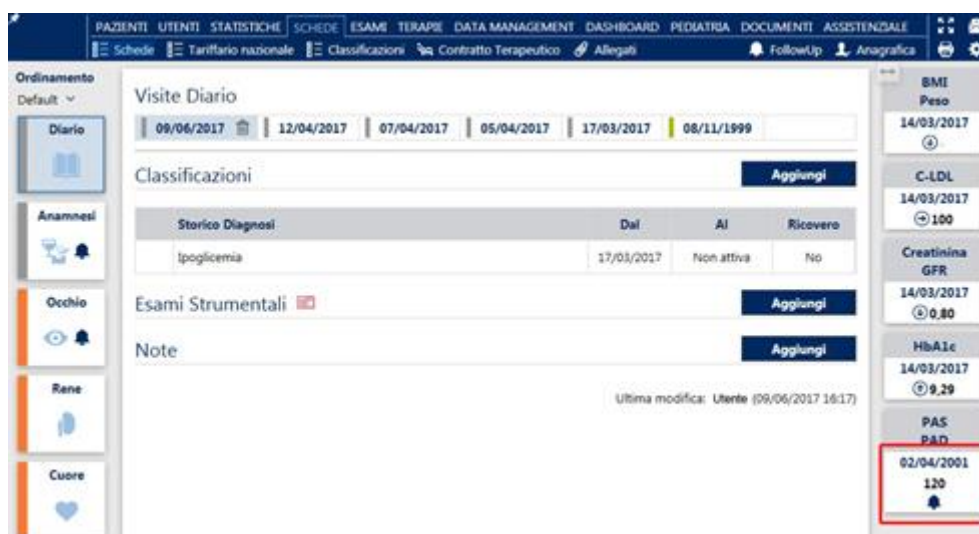 PAZIENTI UTENTI STATISTICHE SCHEDE ESAMI TERAPIE DATA MANAGEMENT DASHBOARD PEDIATRIA DOCUMENTI ASSISTENZIALE
Schede Tariffario nazionale Classificazioni Contratto Terapeutico Allegati FollowUp Anagrafica
Ordinamento
Default
Diario
Anamnesi
Occhio
Rene
Cuore
Visite Diario
09/06/2017 12/04/2017 07/04/2017 05/04/2017 17/03/2017 08/11/1999
Classificazioni Aggiungi
Storico Diagnosi Dal Al Ricovero
Ipoglicemia 17/03/2017 Non attiva No
Esami Strumentali Aggiungi
Note Aggiungi
Ultima modifica: Utente (09/06/2017 16:17)
BMI
Peso
14/03/2017
C-LDL
14/03/2017
100
Creatinina
GFR
14/03/2017
0,80
HbA1c
14/03/2017
9,29
PAS
PAD
02/04/2001
120